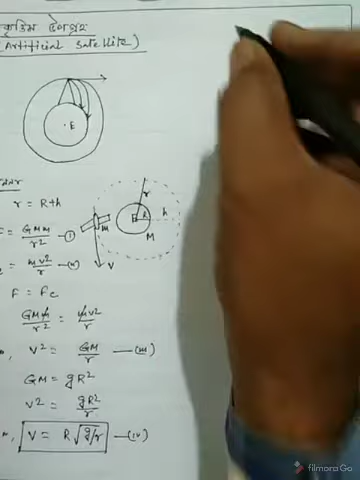 कृत्रिम उपग्रह
(Artificial Satellite)
E
r = R+h
= GMm/r² —(i)
= mv²/r —(ii)
F = Fc
GMm/r² = mv²/r
v² = GM/r —(iii)
GM = gR²
v² = gR²/r
V = R√g/r —(iv)
r
E
R
h
m
M
v
filmora Go